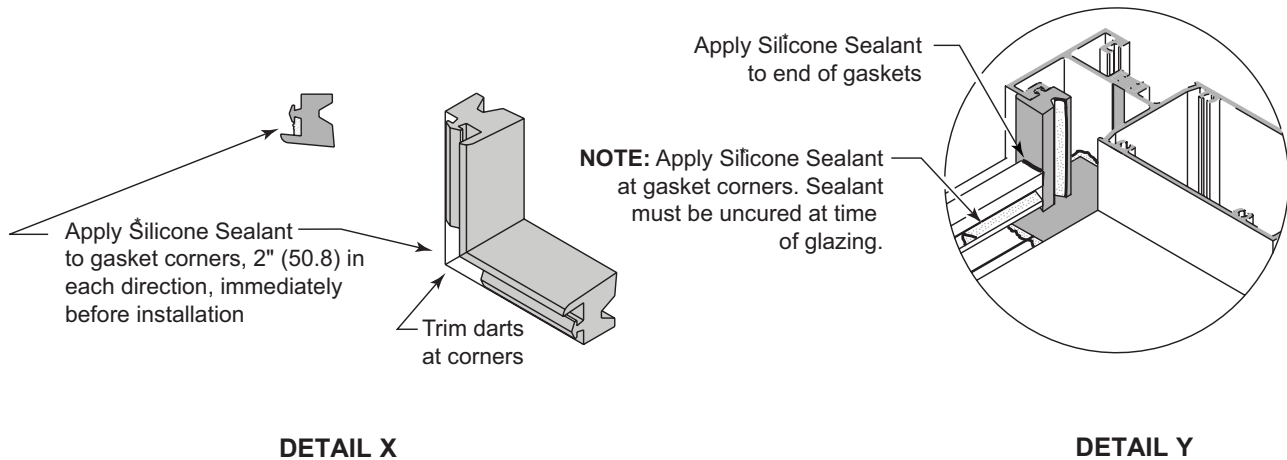 Apply Silicone* Sealant
to gasket corners, 2" (50.8) in
each direction, immediately
before installation
Trim darts
at corners
DETAIL X
Apply Silicone* Sealant
to end of gaskets
NOTE: Apply Silicone* Sealant
at gasket corners. Sealant
must be uncured at time
of glazing.
DETAIL Y